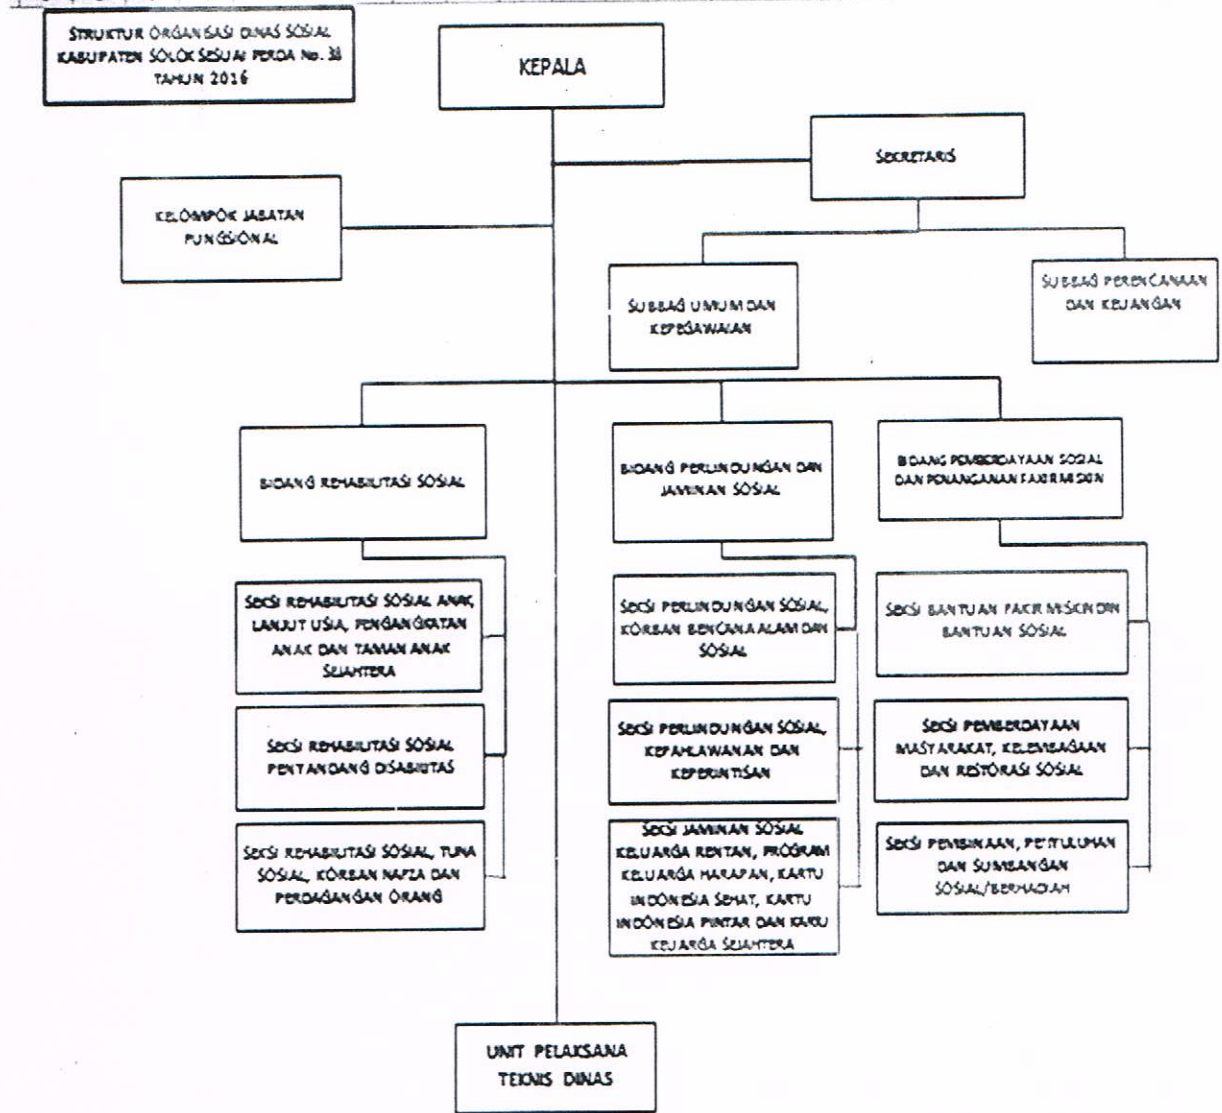 STRUKTUR ORGANISASI DINAS SOSIAL
KABUPATEN SOLOK SESUAI PERDA No. 38
TAHUN 2016
KEPALA
SEKRETARIS
KELOMPOK JABATAN
FUNGSIONAL
SUBBAG UMUM DAN
KEPEGAWAIAN
SUBBAG PERENCANAAN
DAN KEUANGAN
BIDANG REHABILITASI SOSIAL
BIDANG PERLINDUNGAN DAN
JAMINAN SOSIAL
BIDANG PEMBERDAYAAN SOSIAL
DAN PENANGANAN FAKIR MISKIN
SEKSI REHABILITASI SOSIAL ANAK,
LANJUT USIA, PENGANGKATAN
ANAK DAN TAMAN ANAK
SEJAHTERA
SEKSI REHABILITASI SOSIAL
PENYANDANG DISABILITAS
SEKSI REHABILITASI SOSIAL, TUNA
SOSIAL, KORBAN NAPZA DAN
PERDAGANGAN ORANG
SEKSI PERLINDUNGAN SOSIAL,
KORBAN BENCANA ALAM DAN
SOSIAL
SEKSI PERLINDUNGAN SOSIAL,
KEPAHLAWANAN DAN
KEPERINTISAN
SEKSI JAMINAN SOSIAL
KELUARGA RENTAN, PROGRAM
KELUARGA HARAPAN, KARTU
INDONESIA SEHAT, KARTU
INDONESIA PINTAR DAN KARU
KEUARGA SEJAHTERA
SEKSI BANTUAN FAKIR MISKIN DIN
BANTUAN SOSIAL
SEKSI PEMBERDAYAAN
MASYARAKAT, KELEMBAGAAN
DAN RESTORASI SOSIAL
SEKSI PEMBINAAN, PENYULUHAN
DAN SUMBANGAN
SOSIAL/BERHADIAH
UNIT PELAKSANA
TEKNIS DINAS